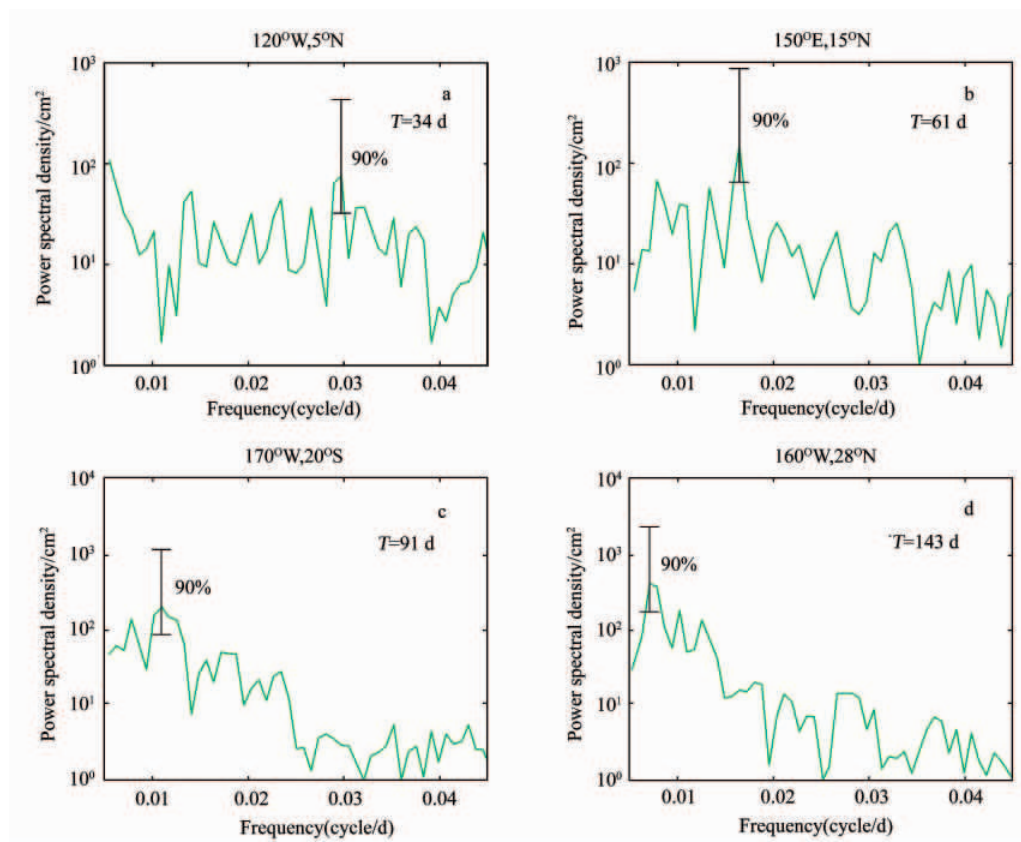 120°W,5°N
10³
10²
10¹
10⁰
Power spectral density/cm²
a
T=34 d
90%
0.01 0.02 0.03 0.04
Frequency(cycle/d)
150°E,15°N
10³
10²
10¹
10⁰
Power spectral density/cm²
b
T=61 d
90%
0.01 0.02 0.03 0.04
Frequency(cycle/d)
170°W,20°S
10⁴
10³
10²
10¹
10⁰
Power spectral density/cm²
c
T=91 d
90%
0.01 0.02 0.03 0.04
Frequency(cycle/d)
160°W,28°N
10⁴
10³
10²
10¹
10⁰
Power spectral density/cm²
d
T=143 d
90%
0.01 0.02 0.03 0.04
Frequency(cycle/d)